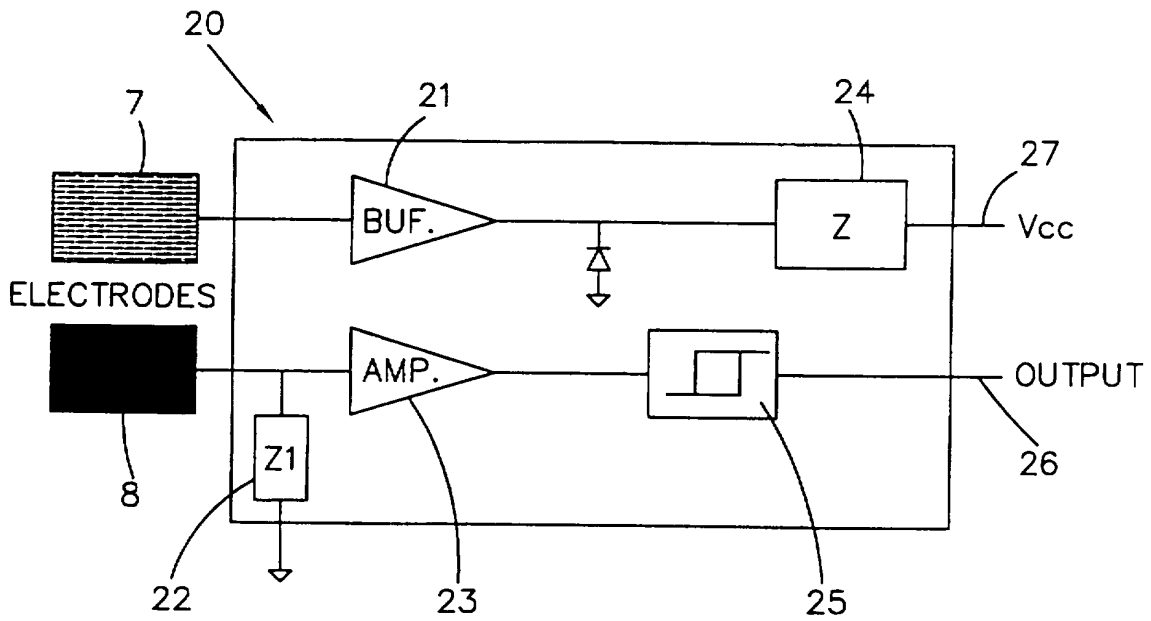 20
7
21
24
27
BUF.
Z
Vcc
ELECTRODES
AMP.
OUTPUT
Z1
8
26
22
23
25